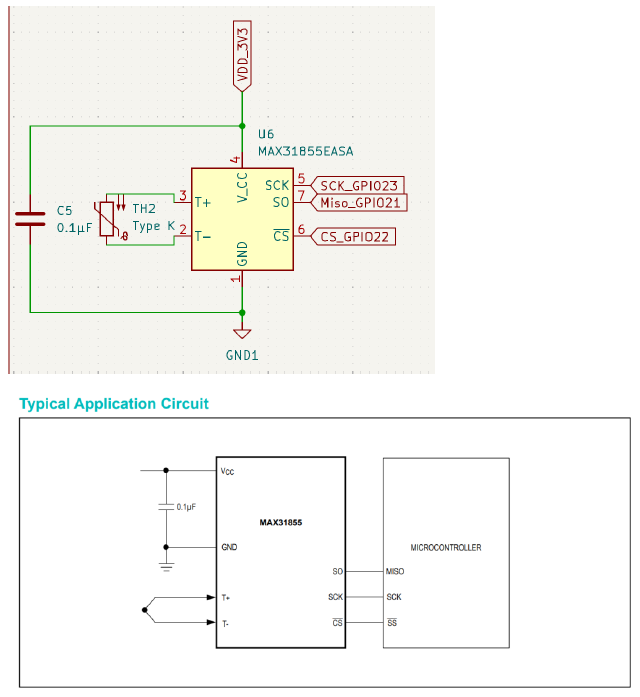 VDD_3V3
U6
MAX31855EASA
4
V_CC
3
T+
SCK
5
SCK_GPIO23
SO
7
Miso_GPIO21
C5
0.1µF
TH2
Type K
θ
2
T-
CS
6
CS_GPIO22
GND
1
GND1
Typical Application Circuit
VCC
0.1µF
MAX31855
GND
MICROCONTROLLER
SO
MISO
T+
SCK
SCK
T-
CS
SS